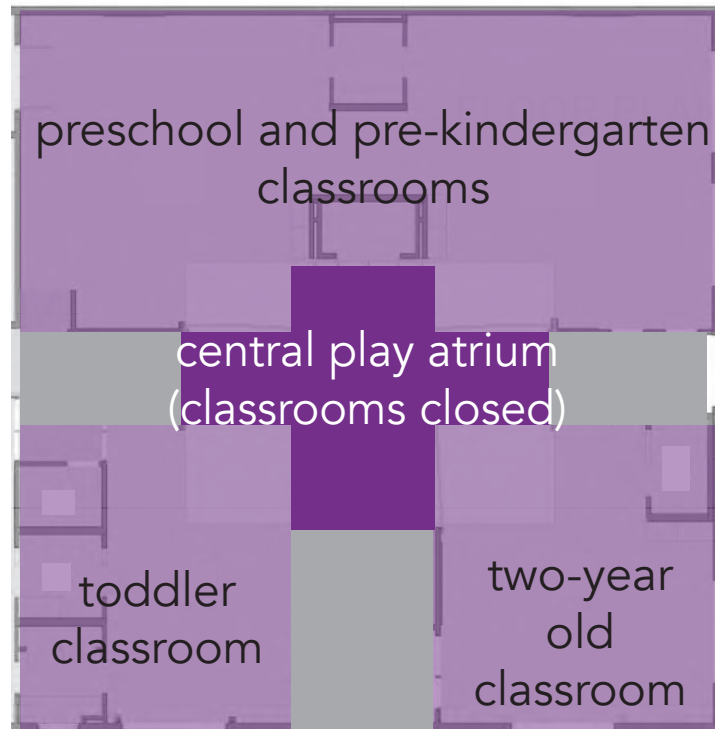 preschool and pre-kindergarten
classrooms
central play atrium
(classrooms closed)
toddler
classroom
two-year
old
classroom